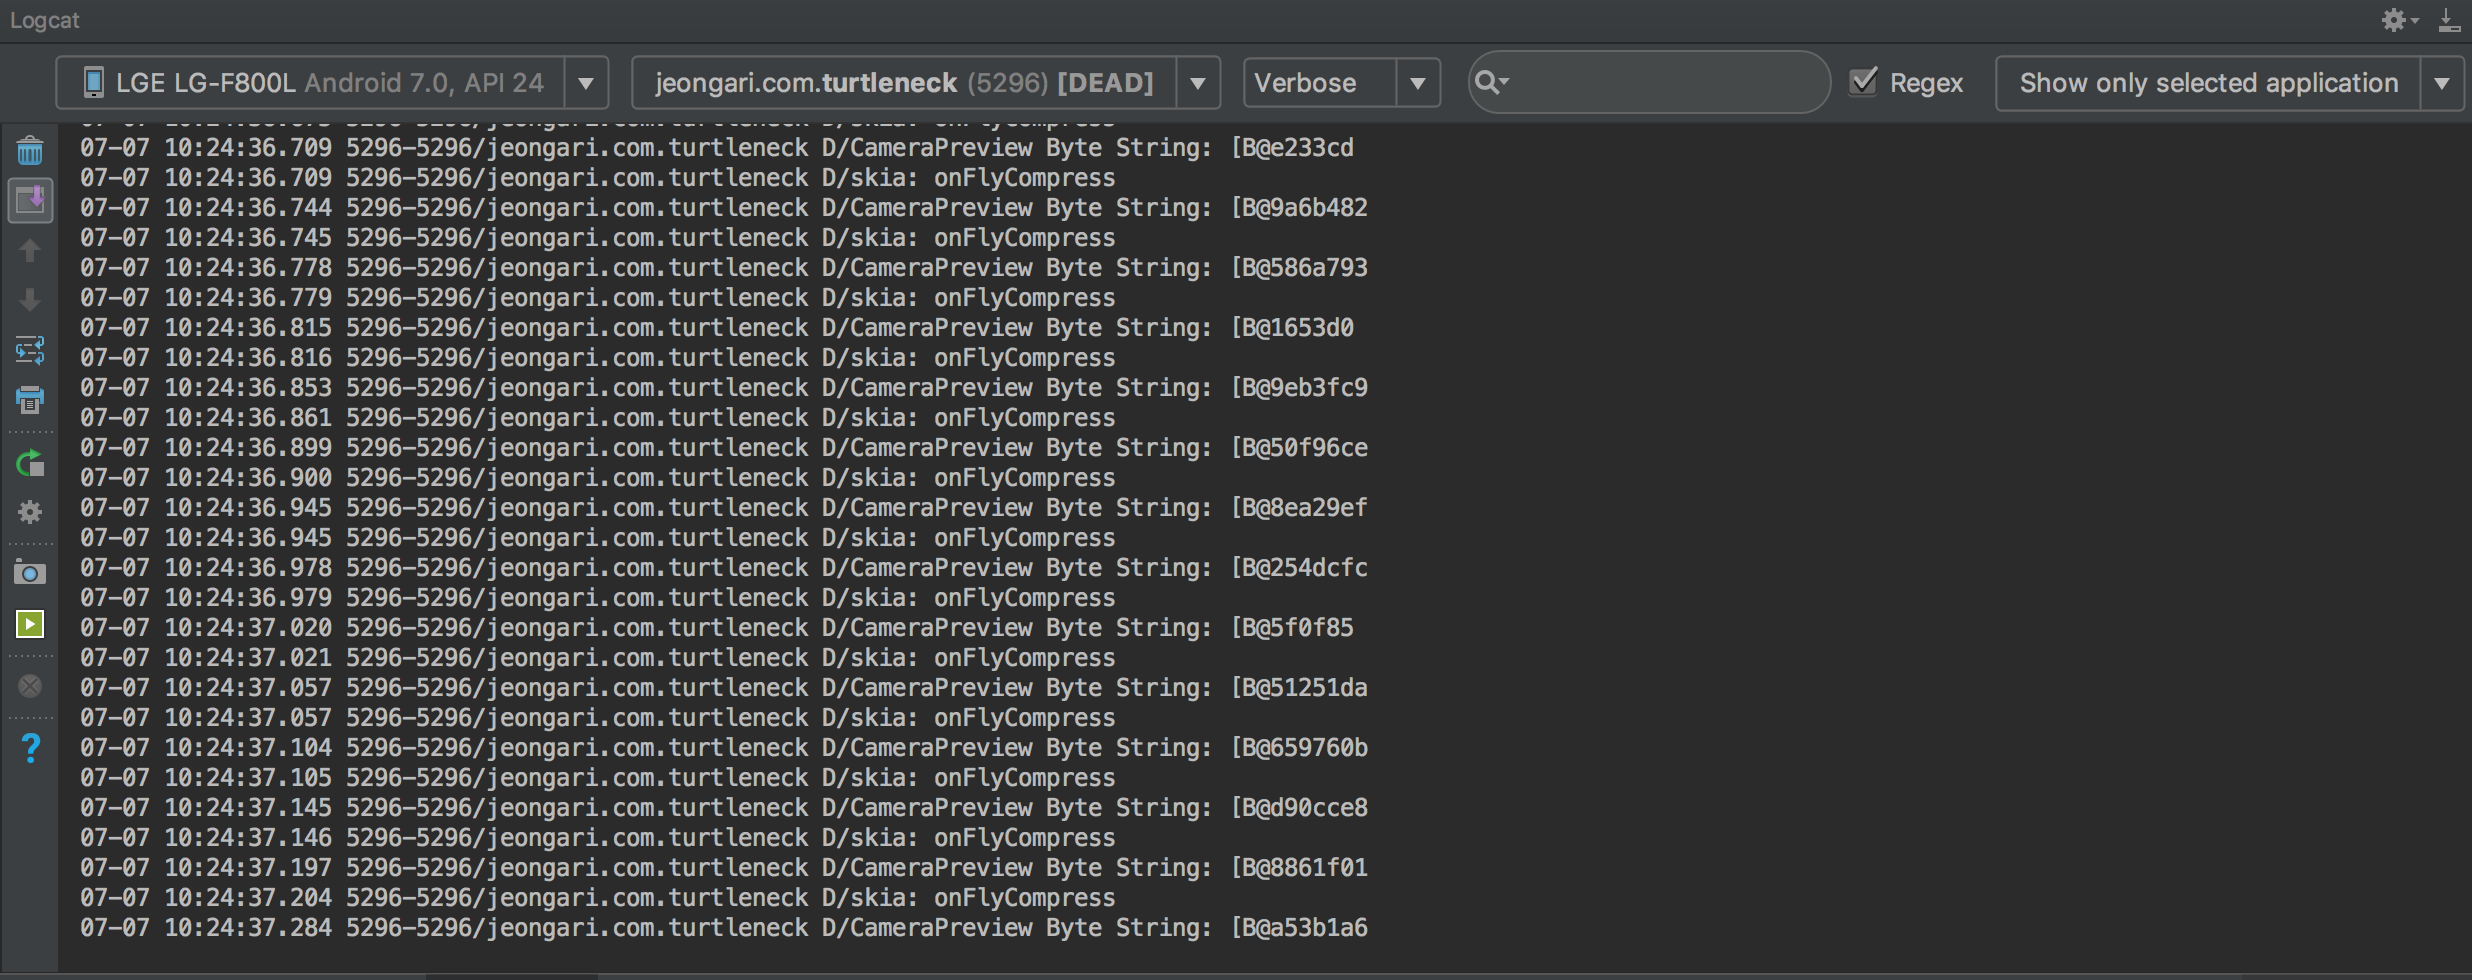 Logcat
LGE LG-F800L Android 7.0, API 24 jeongari.com.turtleneck (5296) [DEAD] Verbose Regex Show only selected application
07-07 10:24:36.709 5296-5296/jeongari.com.turtleneck D/CameraPreview Byte String: [B@e233cd
07-07 10:24:36.709 5296-5296/jeongari.com.turtleneck D/skia: onFlyCompress
07-07 10:24:36.744 5296-5296/jeongari.com.turtleneck D/CameraPreview Byte String: [B@9a6b482
07-07 10:24:36.745 5296-5296/jeongari.com.turtleneck D/skia: onFlyCompress
07-07 10:24:36.778 5296-5296/jeongari.com.turtleneck D/CameraPreview Byte String: [B@586a793
07-07 10:24:36.779 5296-5296/jeongari.com.turtleneck D/skia: onFlyCompress
07-07 10:24:36.815 5296-5296/jeongari.com.turtleneck D/CameraPreview Byte String: [B@1653d0
07-07 10:24:36.816 5296-5296/jeongari.com.turtleneck D/skia: onFlyCompress
07-07 10:24:36.853 5296-5296/jeongari.com.turtleneck D/CameraPreview Byte String: [B@9eb3fc9
07-07 10:24:36.861 5296-5296/jeongari.com.turtleneck D/skia: onFlyCompress
07-07 10:24:36.899 5296-5296/jeongari.com.turtleneck D/CameraPreview Byte String: [B@50f96ce
07-07 10:24:36.900 5296-5296/jeongari.com.turtleneck D/skia: onFlyCompress
07-07 10:24:36.945 5296-5296/jeongari.com.turtleneck D/CameraPreview Byte String: [B@8ea29ef
07-07 10:24:36.945 5296-5296/jeongari.com.turtleneck D/skia: onFlyCompress
07-07 10:24:36.978 5296-5296/jeongari.com.turtleneck D/CameraPreview Byte String: [B@254dcfc
07-07 10:24:36.979 5296-5296/jeongari.com.turtleneck D/skia: onFlyCompress
07-07 10:24:37.020 5296-5296/jeongari.com.turtleneck D/CameraPreview Byte String: [B@5f0f85
07-07 10:24:37.021 5296-5296/jeongari.com.turtleneck D/skia: onFlyCompress
07-07 10:24:37.057 5296-5296/jeongari.com.turtleneck D/CameraPreview Byte String: [B@51251da
07-07 10:24:37.057 5296-5296/jeongari.com.turtleneck D/skia: onFlyCompress
07-07 10:24:37.104 5296-5296/jeongari.com.turtleneck D/CameraPreview Byte String: [B@659760b
07-07 10:24:37.105 5296-5296/jeongari.com.turtleneck D/skia: onFlyCompress
07-07 10:24:37.145 5296-5296/jeongari.com.turtleneck D/CameraPreview Byte String: [B@d90cce8
07-07 10:24:37.146 5296-5296/jeongari.com.turtleneck D/skia: onFlyCompress
07-07 10:24:37.197 5296-5296/jeongari.com.turtleneck D/CameraPreview Byte String: [B@8861f01
07-07 10:24:37.204 5296-5296/jeongari.com.turtleneck D/skia: onFlyCompress
07-07 10:24:37.284 5296-5296/jeongari.com.turtleneck D/CameraPreview Byte String: [B@a53b1a6